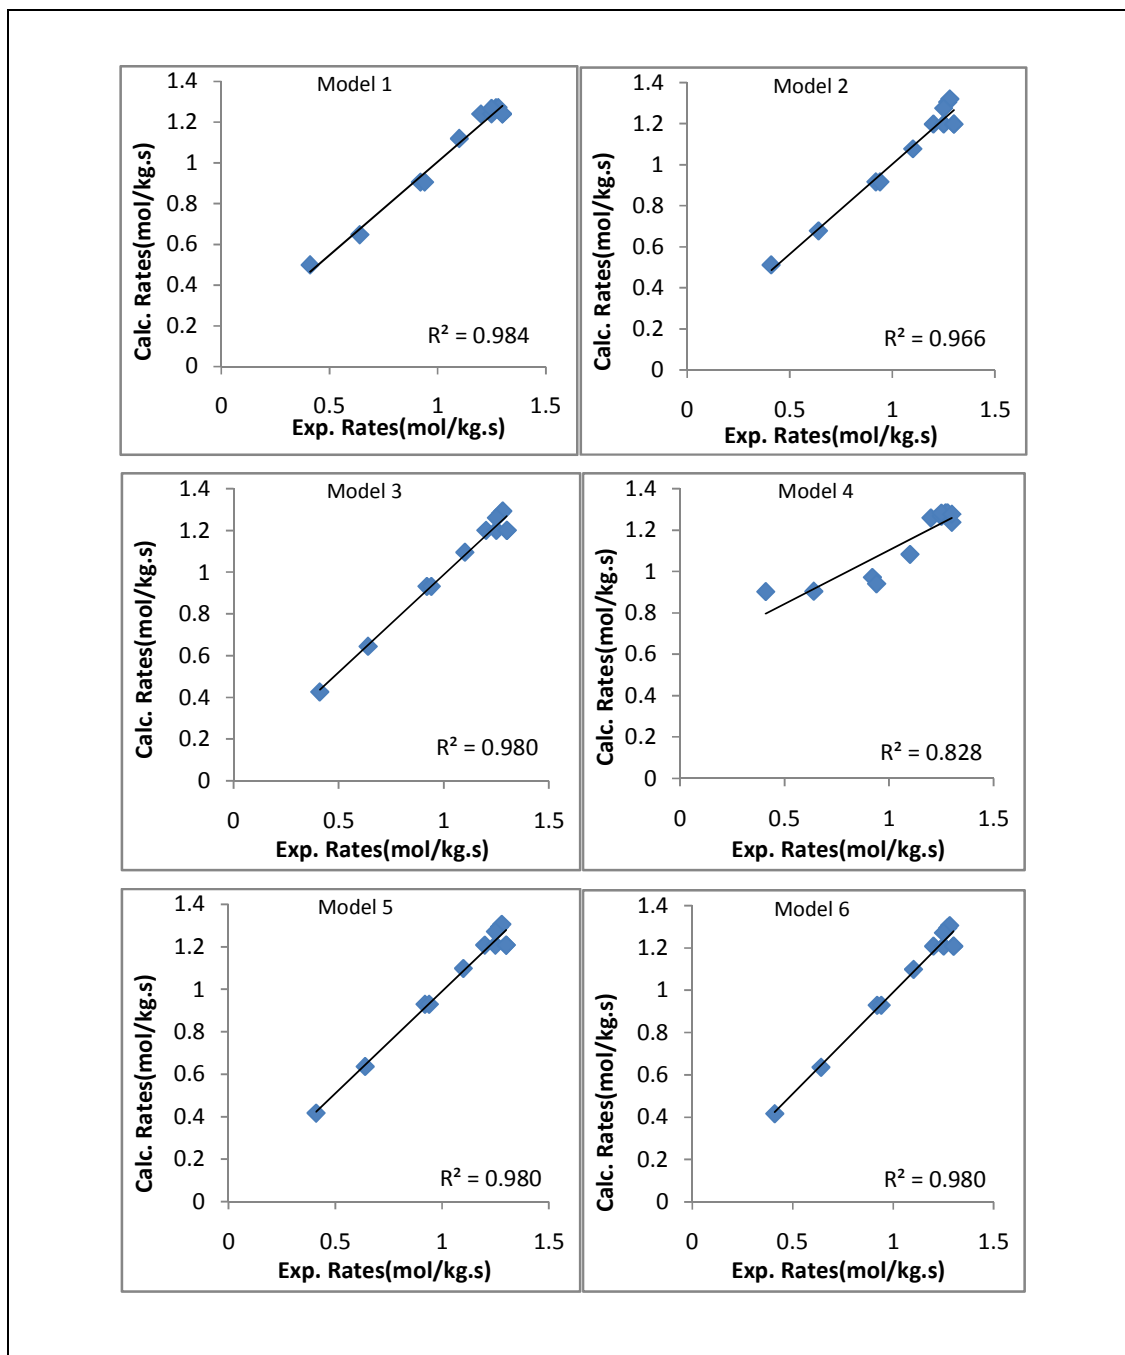 Model 1
1.4
1.2
1
0.8
0.6
0.4
0.2
0
0 0.5 1 1.5
Calc. Rates(mol/kg.s)
Exp. Rates(mol/kg.s)
R² = 0.984
Model 2
1.4
1.2
1
0.8
0.6
0.4
0.2
0
0 0.5 1 1.5
Calc. Rates(mol/kg.s)
Exp. Rates(mol/kg.s)
R² = 0.966
Model 3
1.4
1.2
1
0.8
0.6
0.4
0.2
0
0 0.5 1 1.5
Calc. Rates(mol/kg.s)
Exp. Rates(mol/kg.s)
R² = 0.980
Model 4
1.4
1.2
1
0.8
0.6
0.4
0.2
0
0 0.5 1 1.5
Calc. Rates(mol/kg.s)
Exp. Rates(mol/kg.s)
R² = 0.828
Model 5
1.4
1.2
1
0.8
0.6
0.4
0.2
0
0 0.5 1 1.5
Calc. Rates(mol/kg.s)
Exp. Rates(mol/kg.s)
R² = 0.980
Model 6
1.4
1.2
1
0.8
0.6
0.4
0.2
0
0 0.5 1 1.5
Calc. Rates(mol/kg.s)
Exp. Rates(mol/kg.s)
R² = 0.980